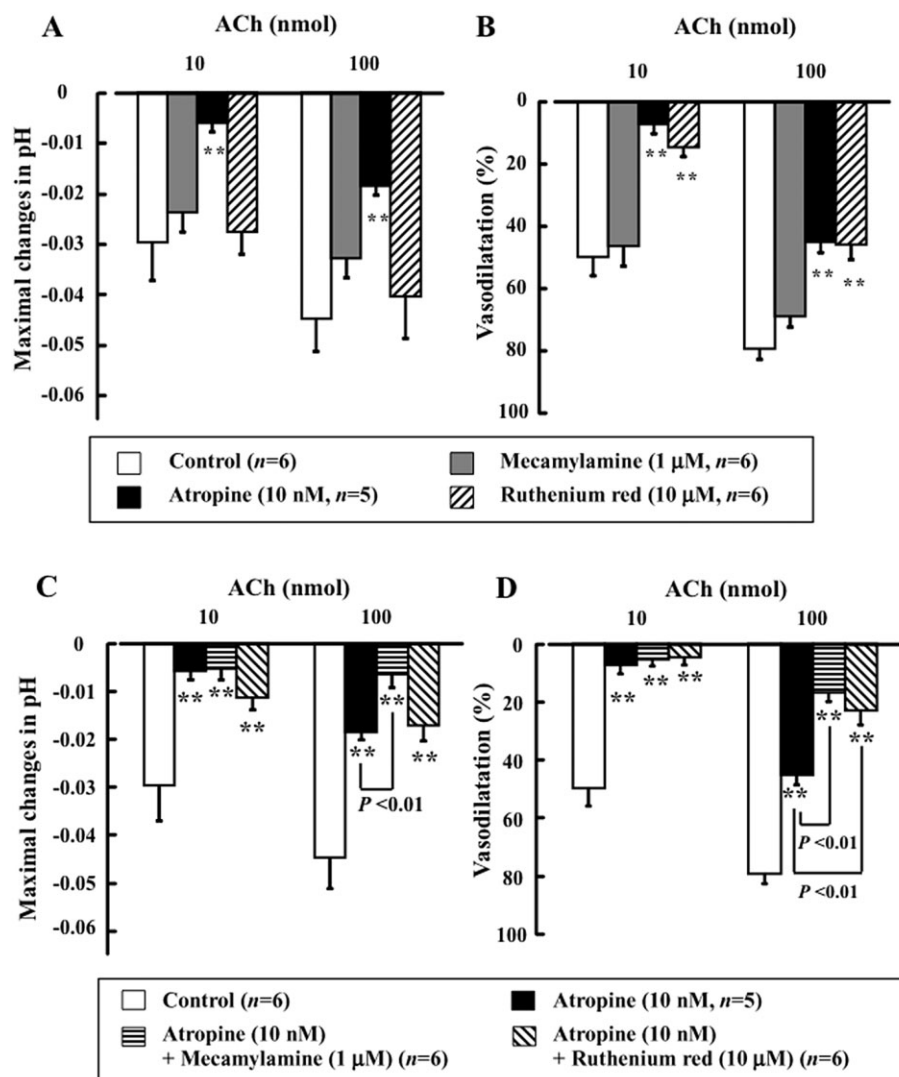 A ACh (nmol)
10 100
Maximal changes in pH
0
-0.01
-0.02
-0.03
-0.04
-0.05
-0.06
** **
B ACh (nmol)
10 100
Vasodilatation (%)
0
20
40
60
80
100
** ** ** **
Control (n=6)
Mecamylamine (1 μM, n=6)
Atropine (10 nM, n=5)
Ruthenium red (10 μM, n=6)
C ACh (nmol)
10 100
Maximal changes in pH
0
-0.01
-0.02
-0.03
-0.04
-0.05
-0.06
** ** ** ** ** **
P <0.01
D ACh (nmol)
10 100
Vasodilatation (%)
0
20
40
60
80
100
** ** ** ** ** **
P <0.01
P <0.01
Control (n=6)
Atropine (10 nM, n=5)
Atropine (10 nM)
+ Mecamylamine (1 μM) (n=6)
Atropine (10 nM)
+ Ruthenium red (10 μM) (n=6)